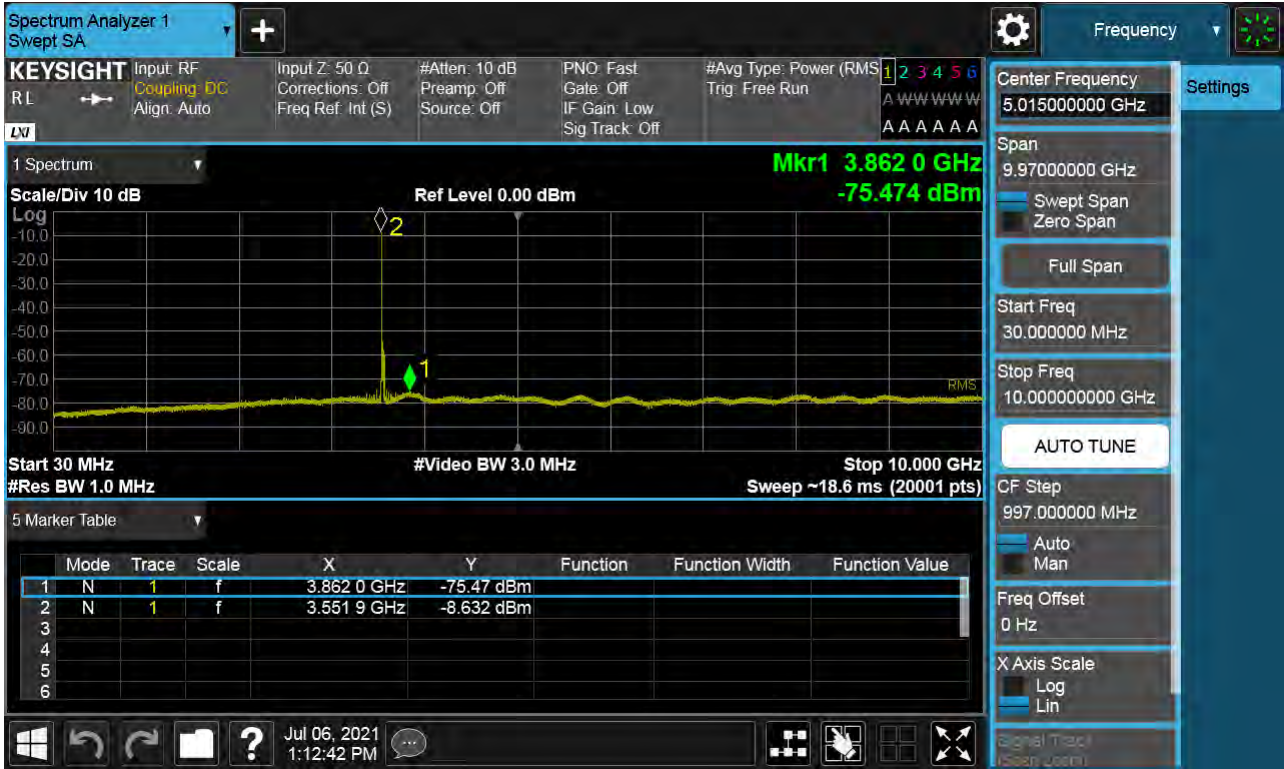 Spectrum Analyzer 1
Swept SA
+
Frequency
KEYSIGHT
R L
LXI
Input: RF
Coupling: DC
Align: Auto
Input Z: 50 Ω
Corrections: Off
Freq Ref: Int (S)
#Atten: 10 dB
Preamp: Off
Source: Off
PNO: Fast
Gate: Off
IF Gain: Low
Sig Track: Off
#Avg Type: Power (RMS
Trig: Free Run
1 2 3 4 5 6
A W W W W W
A A A A A A
1 Spectrum
Mkr1 3.862 0 GHz
-75.474 dBm
Scale/Div 10 dB
Ref Level 0.00 dBm
Log
-10.0
-20.0
-30.0
-40.0
-50.0
-60.0
-70.0
-80.0
-90.0
2
1
RMS
Start 30 MHz
#Video BW 3.0 MHz
Stop 10.000 GHz
#Res BW 1.0 MHz
Sweep ~18.6 ms (20001 pts)
5 Marker Table
Mode Trace Scale X Y Function Function Width Function Value
1 N 1 f 3.862 0 GHz -75.47 dBm
2 N 1 f 3.551 9 GHz -8.632 dBm
3
4
5
6
?
Jul 06, 2021
1:12:42 PM
Center Frequency
5.015000000 GHz
Settings
Span
9.97000000 GHz
Swept Span
Zero Span
Full Span
Start Freq
30.000000 MHz
Stop Freq
10.000000000 GHz
AUTO TUNE
CF Step
997.000000 MHz
Auto
Man
Freq Offset
0 Hz
X Axis Scale
Log
Lin
Signal Track
(Span Zoom)